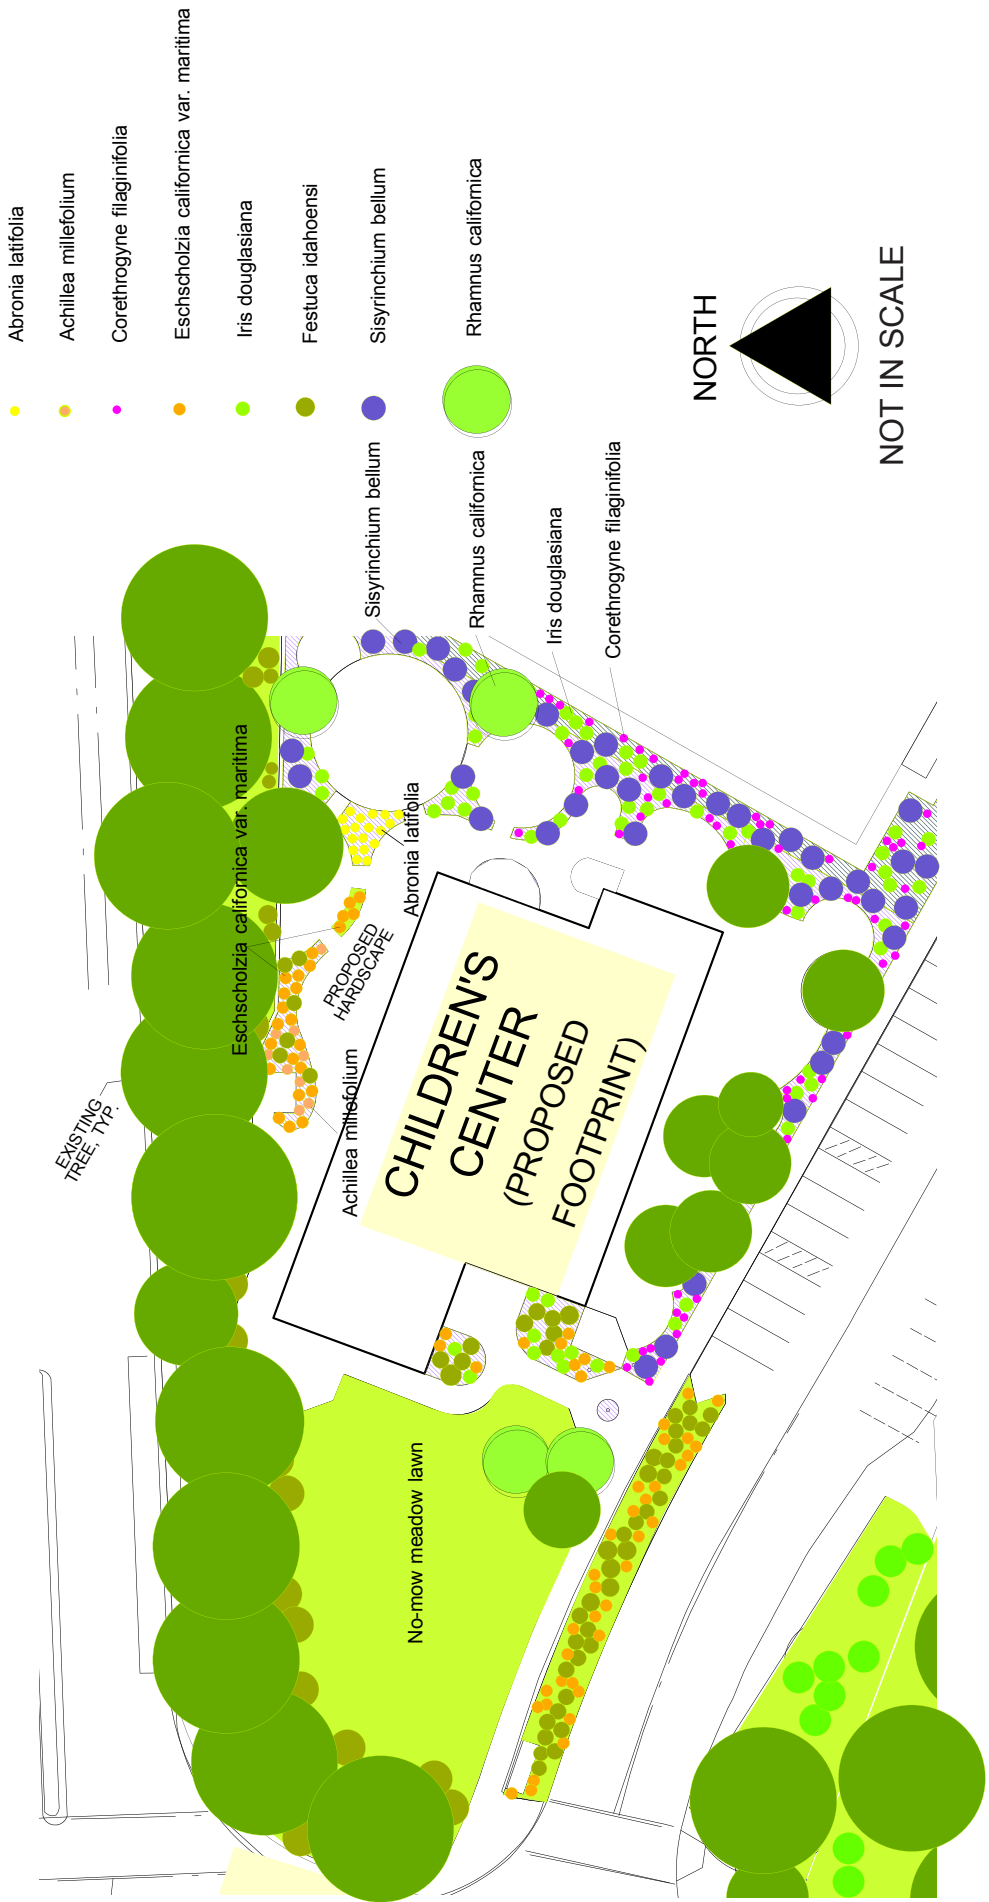 Abronia latifolia
Achillea millefolium
Corethrogyne filaginifolia
Eschscholzia californica var. maritima
Iris douglasiana
Festuca idahoensi
Sisyrinchium bellum
Rhamnus californica
NORTH
NOT IN SCALE
Sisyrinchium bellum
Rhamnus californica
Iris douglasiana
Corethrogyne filaginifolia
Eschscholzia californica var. maritima
Abronia latifolia
PROPOSED
HARDSCAPE
EXISTING
TREE, TYP.
Achillea millefolium
CHILDREN'S
CENTER
(PROPOSED
FOOTPRINT)
No-mow meadow lawn